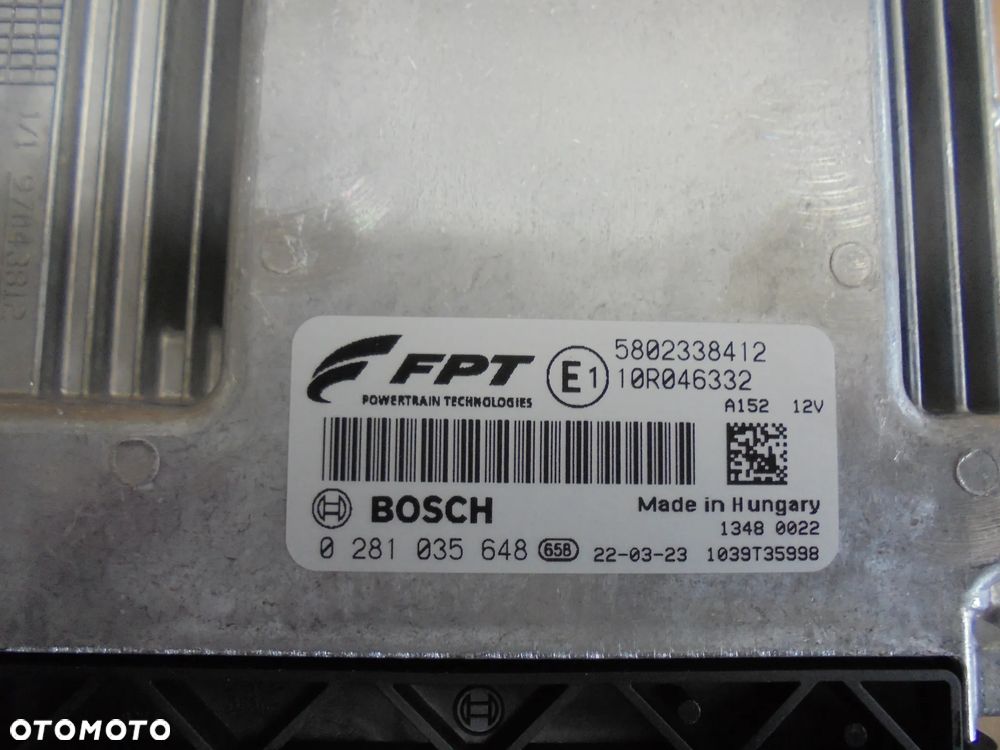 FPT
POWERTRAIN TECHNOLOGIES
E1
5802338412
10R046332
A152 12V
BOSCH
Made in Hungary
1348 0022
0 281 035 648 65B 22-03-23 1039T35998
OTOMOTO